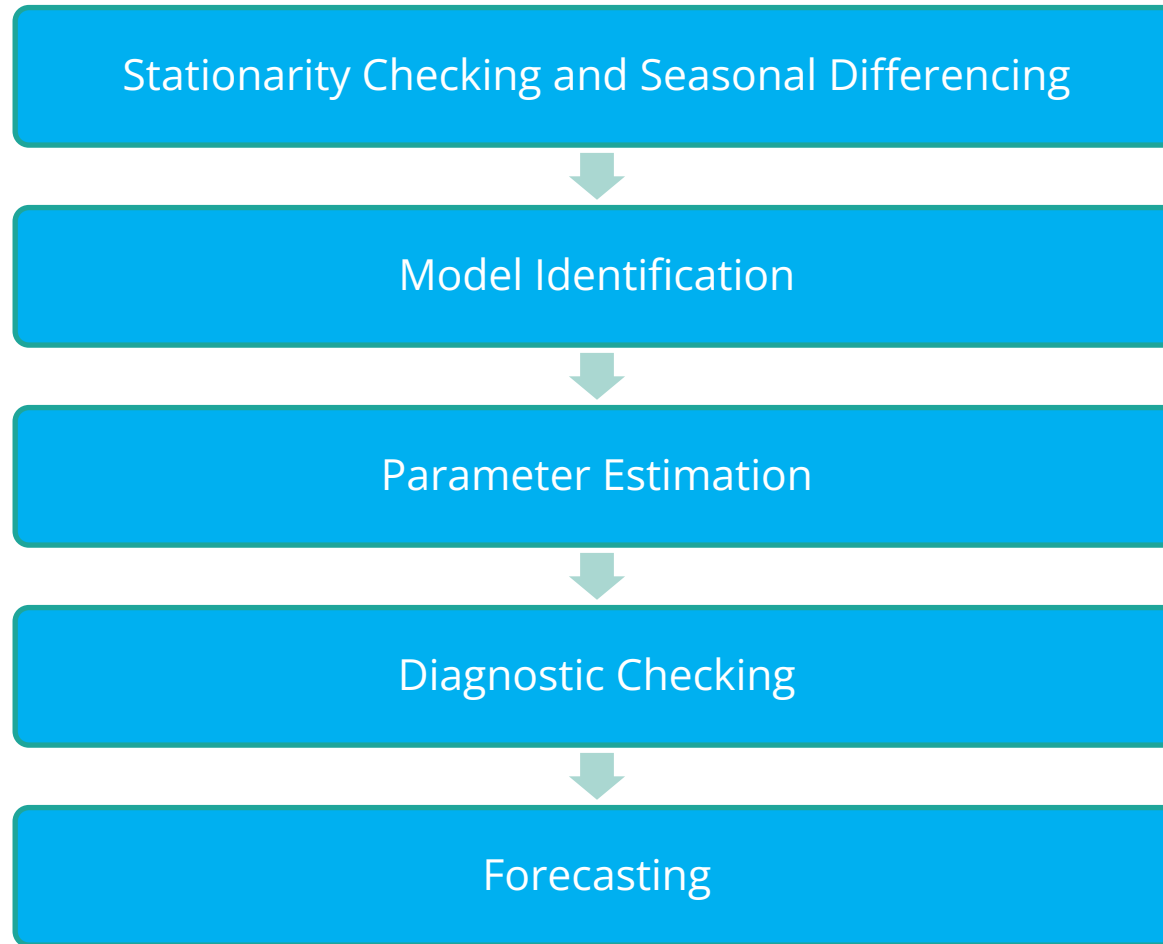 Stationarity Checking and Seasonal Differencing
Model Identification
Parameter Estimation
Diagnostic Checking
Forecasting